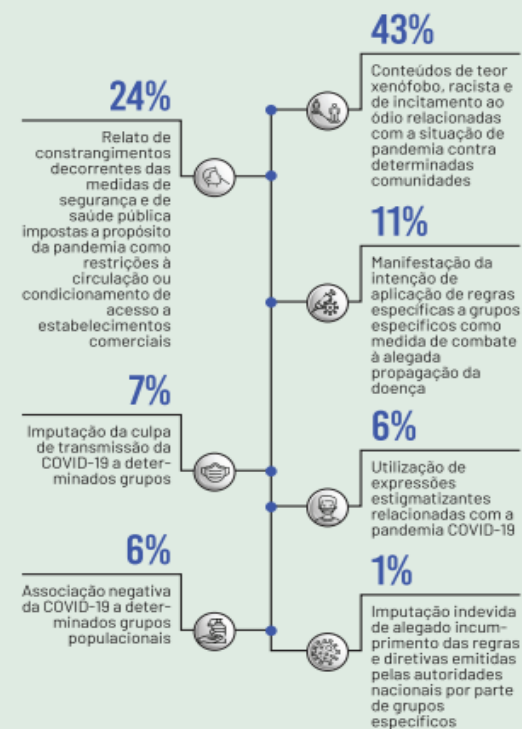 43%
Conteúdos de teor
xenófobo, racista e
de incitamento ao
ódio relacionadas
com a situação de
pandemia contra
determinadas
comunidades
24%
Relato de
constrangimentos
decorrentes das
medidas de
segurança e de
saúde pública
impostas a propósito
da pandemia como
restrições à
circulação ou
condicionamento de
acesso a
estabelecimentos
comerciais
11%
Manifestação da
intenção de
aplicação de regras
específicas a grupos
específicos como
medida de combate
à alegada
propagação da
doença
7%
Imputação da culpa
de transmissão da
COVID-19 a deter-
minados grupos
6%
Utilização de
expressões
estigmatizantes
relacionadas com a
pandemia COVID-19
6%
Associação negativa
da COVID-19 a deter-
minados grupos
populacionais
1%
Imputação indevida
de alegado incum-
primento das regras
e diretivas emitidas
pelas autoridades
nacionais por parte
de grupos
específicos